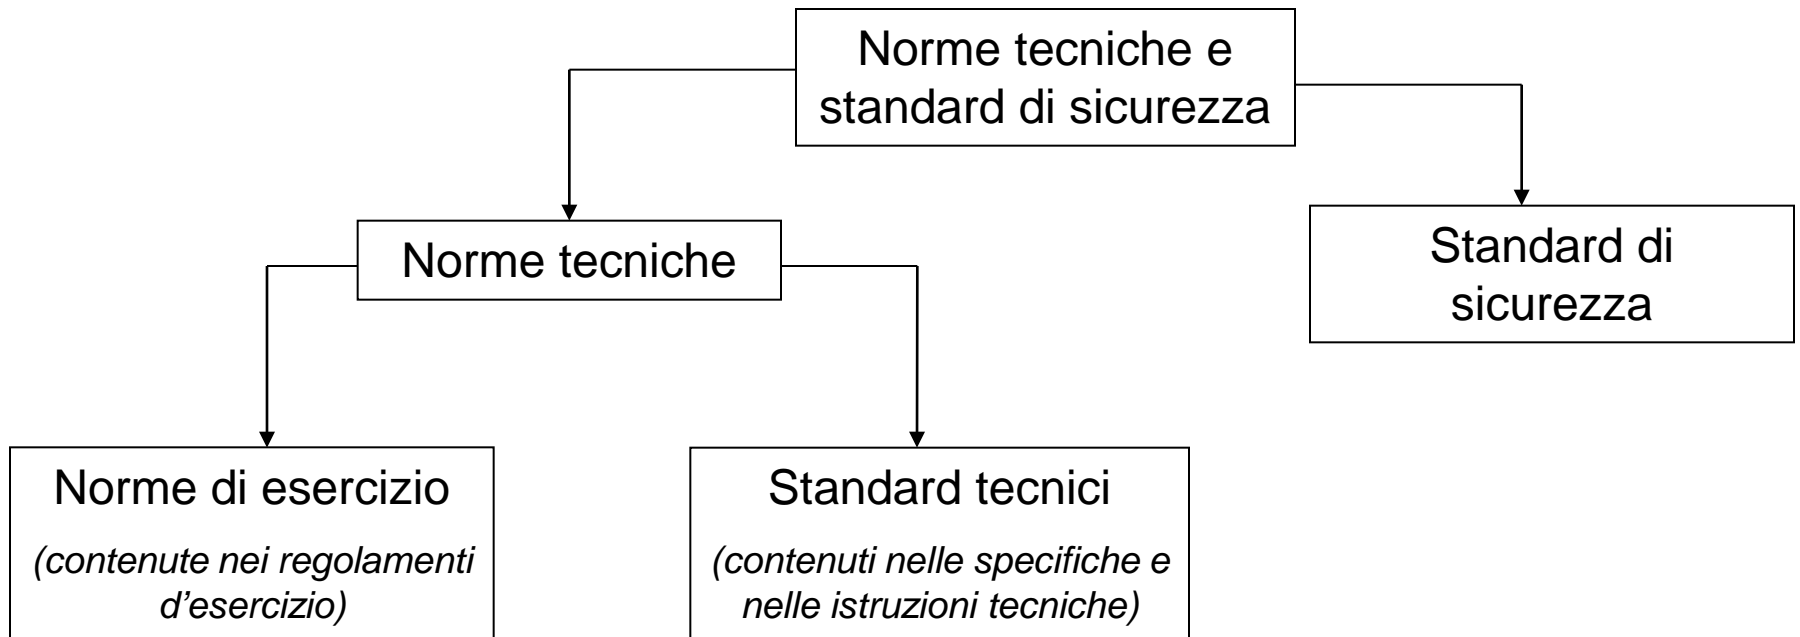 Norme tecniche e
standard di sicurezza
Norme tecniche
Standard di
sicurezza
Norme di esercizio
(contenute nei regolamenti
d’esercizio)
Standard tecnici
(contenuti nelle specifiche e
nelle istruzioni tecniche)